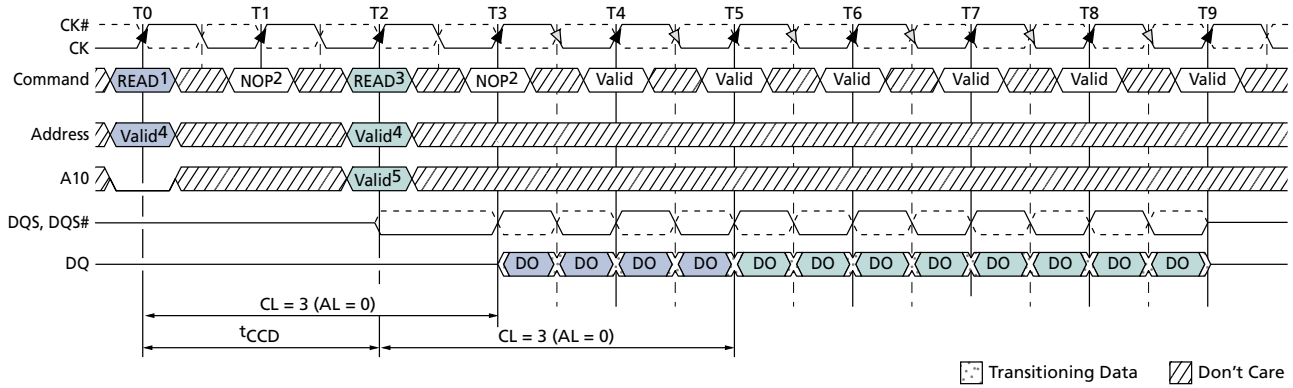 T0 T1 T2 T3 T4 T5 T6 T7 T8 T9
CK#
CK
Command READ1 NOP2 READ3 NOP2 Valid Valid Valid Valid Valid Valid
Address Valid4 Valid4
A10 Valid5
DQS, DQS#
DQ DO DO DO DO DO DO DO DO DO DO DO DO
CL = 3 (AL = 0)
tCCD CL = 3 (AL = 0)
Transitioning Data Don't Care